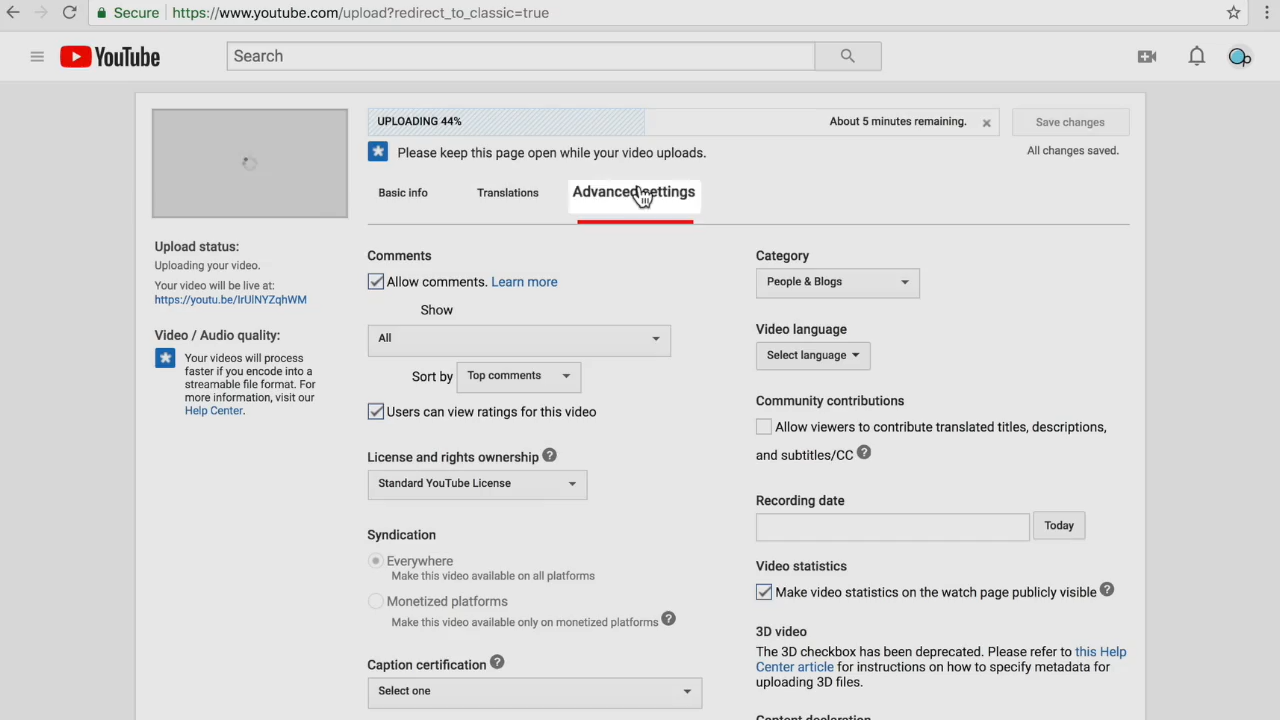 Secure https://www.youtube.com/upload?redirect_to_classic=true
YouTube
Search
UPLOADING 44%
About 5 minutes remaining.
Save changes
Please keep this page open while your video uploads.
All changes saved.
Basic info
Translations
Advanced settings
Upload status:
Uploading your video.
Your video will be live at:
https://youtu.be/IrUlNYZqhWM
Video / Audio quality:
Your videos will process
faster if you encode into a
streamable file format. For
more information, visit our
Help Center.
Comments
Allow comments. Learn more
Show
All
Sort by Top comments
Users can view ratings for this video
License and rights ownership ?
Standard YouTube License
Syndication
Everywhere
Make this video available on all platforms
Monetized platforms
Make this video available only on monetized platforms ?
Caption certification ?
Select one
Category
People & Blogs
Video language
Select language
Community contributions
Allow viewers to contribute translated titles, descriptions,
and subtitles/CC ?
Recording date
Today
Video statistics
Make video statistics on the watch page publicly visible ?
3D video
The 3D checkbox has been deprecated. Please refer to this Help
Center article for instructions on how to specify metadata for
uploading 3D files.
Content declaration